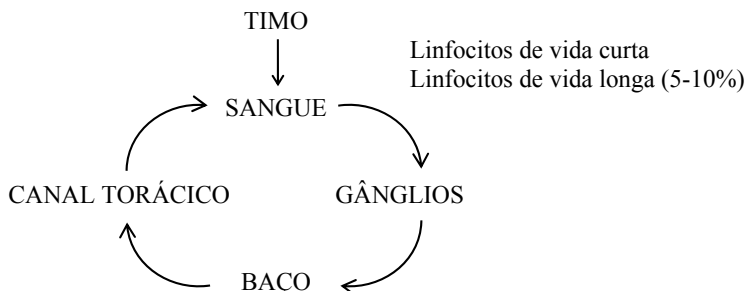 TIMO
Linfocitos de vida curta
Linfocitos de vida longa (5-10%)
SANGUE
CANAL TORÁCICO
GÂNGLIOS
BACO